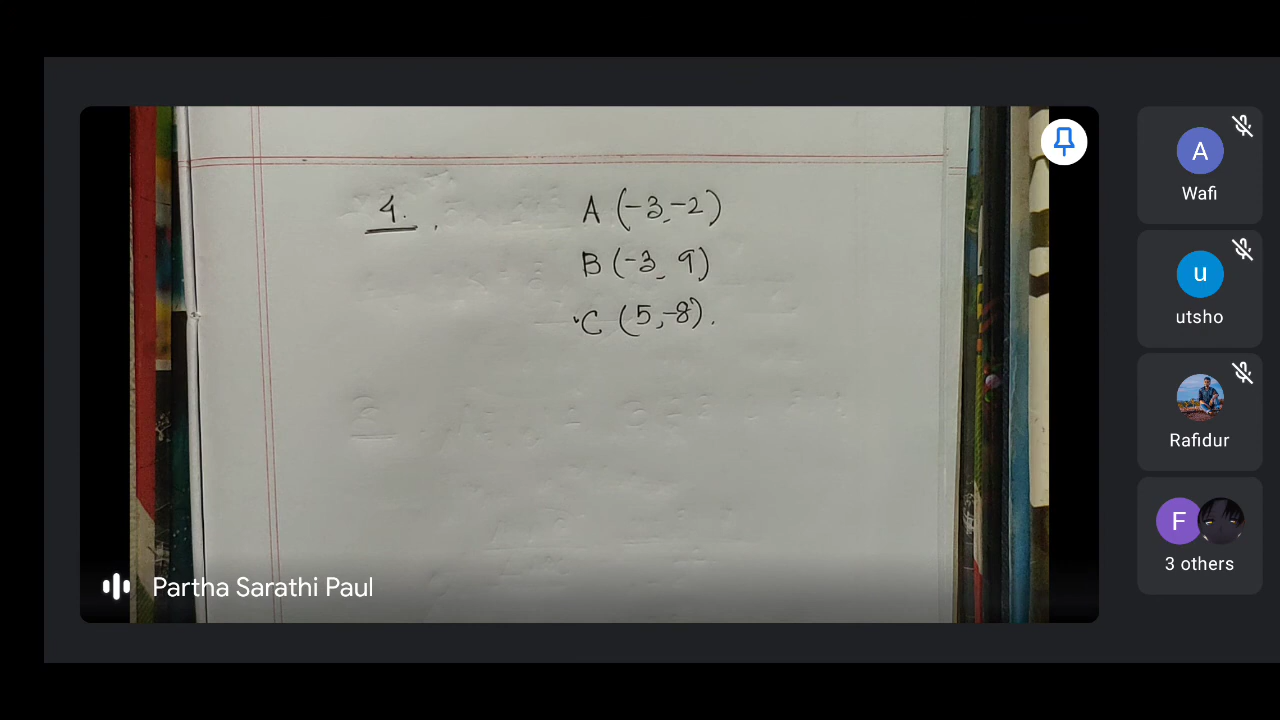 4.
A (-3,-2)
B (-3, 9)
C (5,-8).
Partha Sarathi Paul
A
Wafi
u
utsho
Rafidur
F
3 others